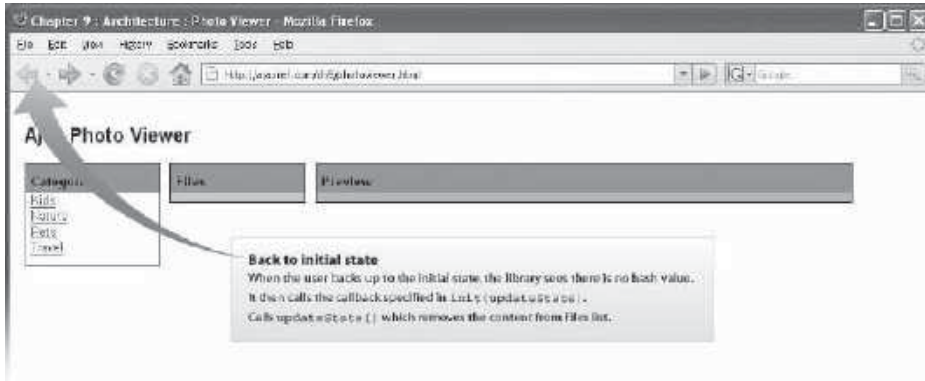 Chapter 9 : Architecture : Photo Viewer - Mozilla Firefox
File Edit View History Bookmarks Tools Help
Photo Viewer
Files
Preview
Kids
Nature
Pets
Travel
Back to initial state
When the user backs up to the initial state the library sees there is no hash value.
It then calls the callback specified in init(updateState).
Calls updateState() which removes the content from Files list.